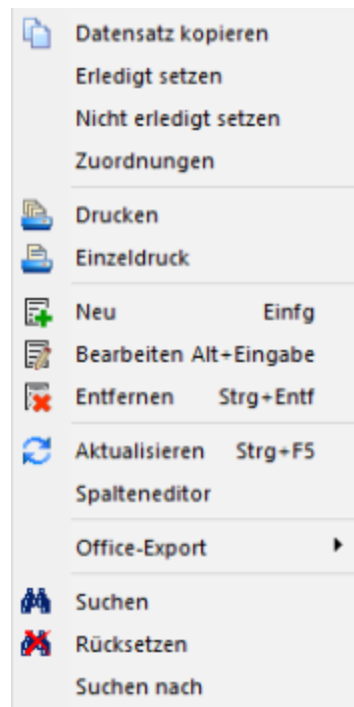 Datensatz kopieren
Erledigt setzen
Nicht erledigt setzen
Zuordnungen
Drucken
Einzeldruck
Neu Einfg
Bearbeiten Alt+Eingabe
Entfernen Strg+Entf
Aktualisieren Strg+F5
Spalteneditor
Office-Export
Suchen
Rücksetzen
Suchen nach